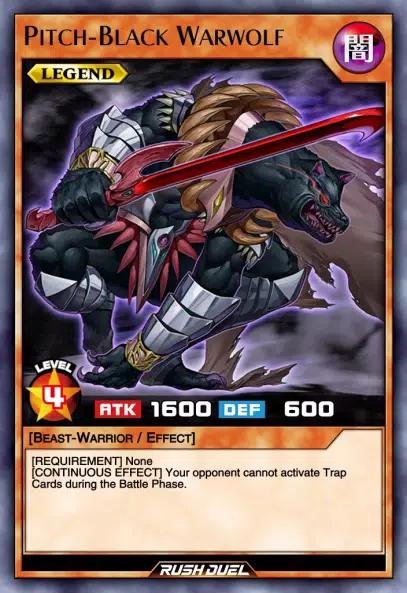 Pitch-Black Warwolf
闇
LEGEND
LEVEL
4
ATK 1600 DEF 600
[Beast-Warrior / Effect]
[REQUIREMENT] None
[CONTINUOUS EFFECT] Your opponent cannot activate Trap
Cards during the Battle Phase.
RUSH DUEL